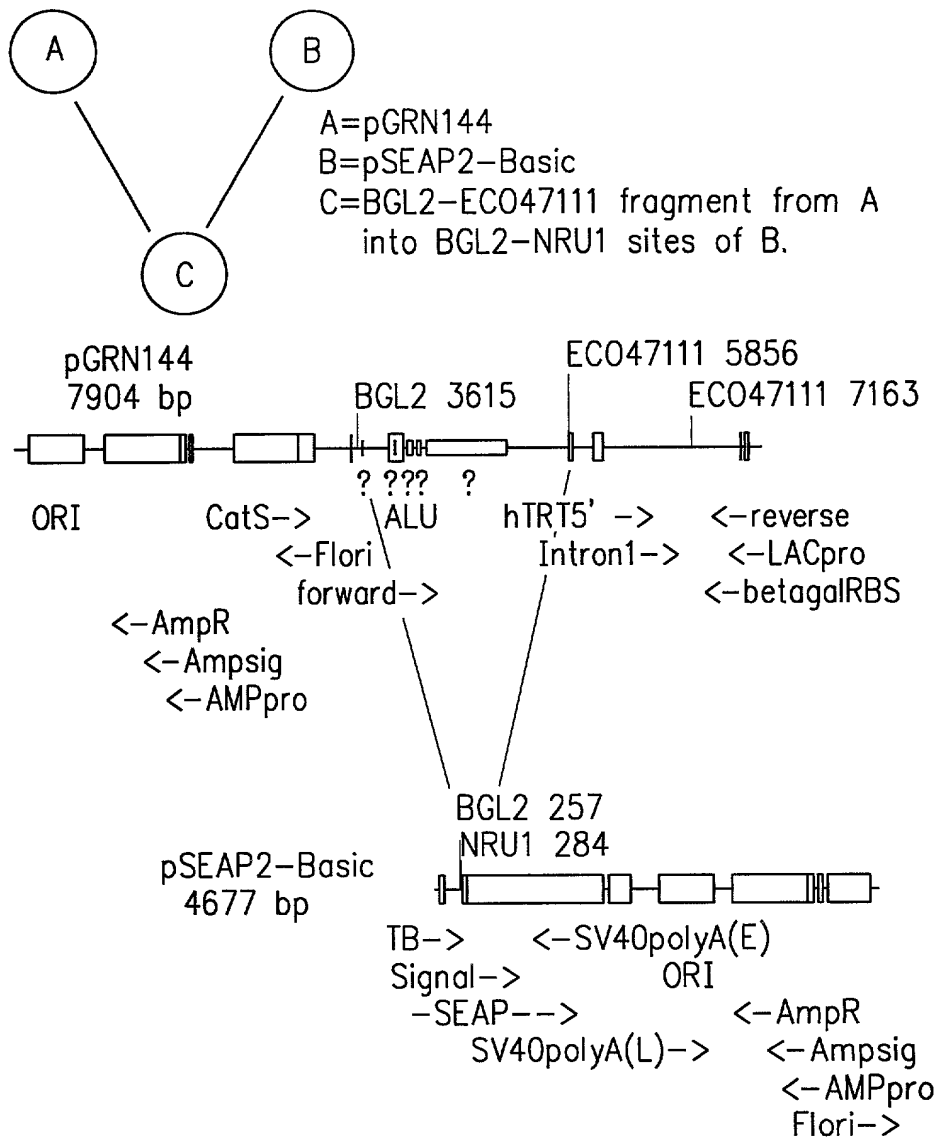 A
B
A=pGRN144
B=pSEAP2-Basic
C=BGL2-ECO47111 fragment from A
into BGL2-NRU1 sites of B.
C
pGRN144
7904 bp
ECO47111 5856
BGL2 3615
ECO47111 7163
? ??? ?
ORI
CatS->
ALU
hTRT5' ->
<-reverse
<-Flori
Intron1->
<-LACpro
forward->
<-betagalRBS
<-AmpR
<-Ampsig
<-AMPpro
BGL2 257
NRU1 284
pSEAP2-Basic
4677 bp
TB->
<-SV40polyA(E)
Signal->
ORI
-SEAP-->
<-AmpR
SV40polyA(L)->
<-Ampsig
<-AMPpro
Flori->